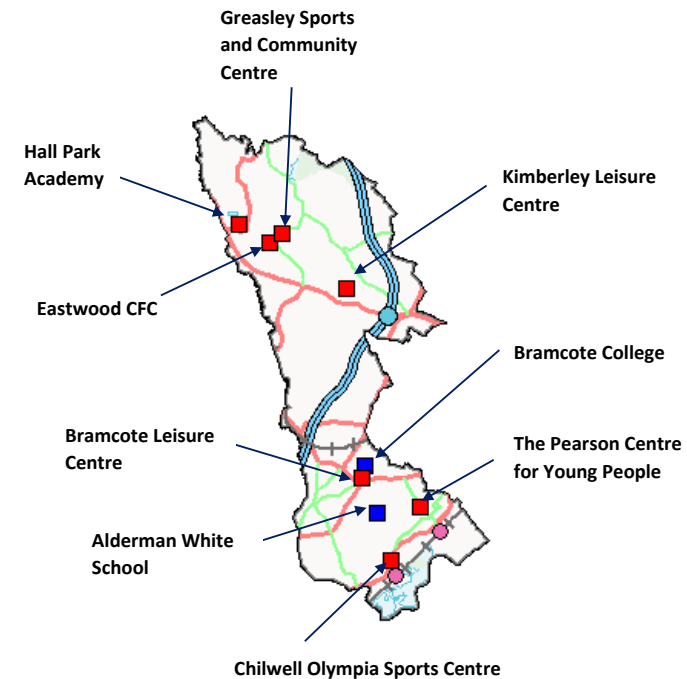 Greasley Sports
and Community
Centre
Hall Park
Academy
Kimberley Leisure
Centre
Eastwood CFC
Bramcote College
Bramcote Leisure
Centre
The Pearson Centre
for Young People
Alderman White
School
Chilwell Olympia Sports Centre